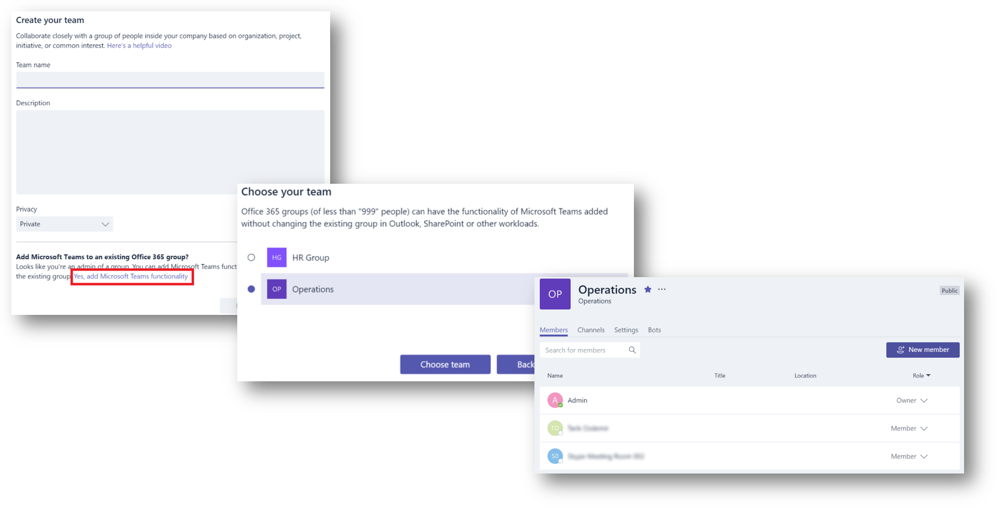 Create your team
Collaborate closely with a group of people inside your company based on organization, project,
initiative, or common interest. Here's a helpful video
Team name
Description
Privacy
Private
Add Microsoft Teams to an existing Office 365 group?
Looks like you're an admin of a group. You can add Microsoft Teams functi
the existing group Yes, add Microsoft Teams functionality
Choose your team
Office 365 groups (of less than "999" people) can have the functionality of Microsoft Teams added
without changing the existing group in Outlook, SharePoint or other workloads.
HG HR Group
OP Operations
Choose team Back
OP Operations ...
Operations
Public
Members Channels Settings Bots
Search for members
New member
Name Title Location Role
A Admin Owner
TO Member
S0 Member